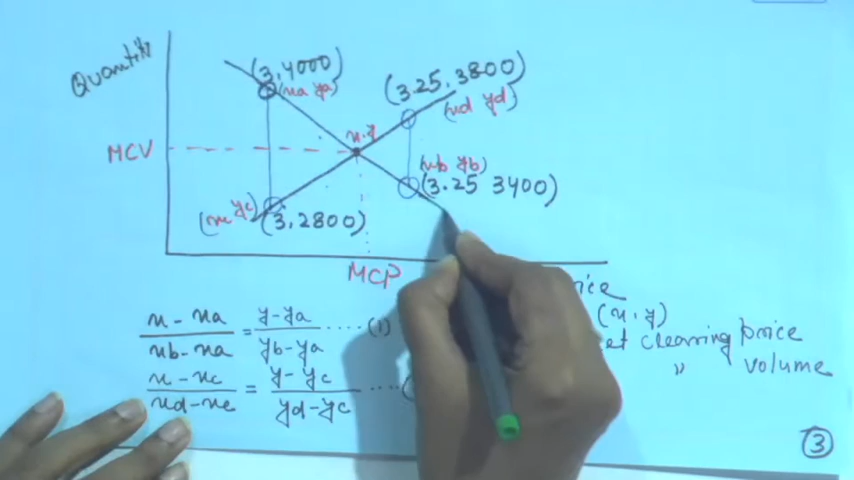 Quantity
(3,4000)
(xa ya)
(3.25, 3800)
(xd yd)
x.y
MCV
(xb yb)
(3.25 3400)
(xc yc)
(3,2800)
MCP
(x, y)
x - xa / xb - xa = y - ya / yb - ya ..... (1)
clearing price
x - xc / xd - xc = y - yc / yd - yc ....
" volume
3